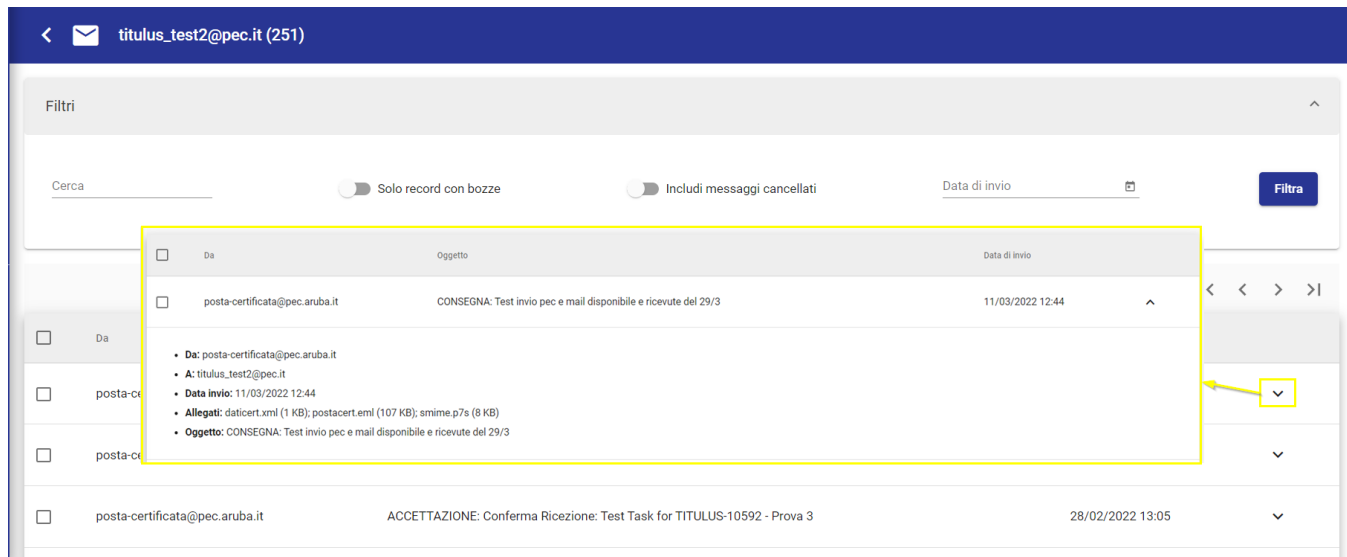 titulus_test2@pec.it (251)
Filtri
Cerca
Solo record con bozze
Includi messaggi cancellati
Data di invio
Filtra
Da
Oggetto
Data di invio
posta-certificata@pec.aruba.it CONSEGNA: Test invio pec e mail disponibile e ricevute del 29/3 11/03/2022 12:44
Da: posta-certificata@pec.aruba.it
A: titulus_test2@pec.it
Data invio: 11/03/2022 12:44
Allegati: daticert.xml (1 KB); postacert.eml (107 KB); smime.p7s (8 KB)
Oggetto: CONSEGNA: Test invio pec e mail disponibile e ricevute del 29/3
Da
posta-ce
posta-ce
posta-certificata@pec.aruba.it ACCETTAZIONE: Conferma Ricezione: Test Task for TITULUS-10592 - Prova 3 28/02/2022 13:05